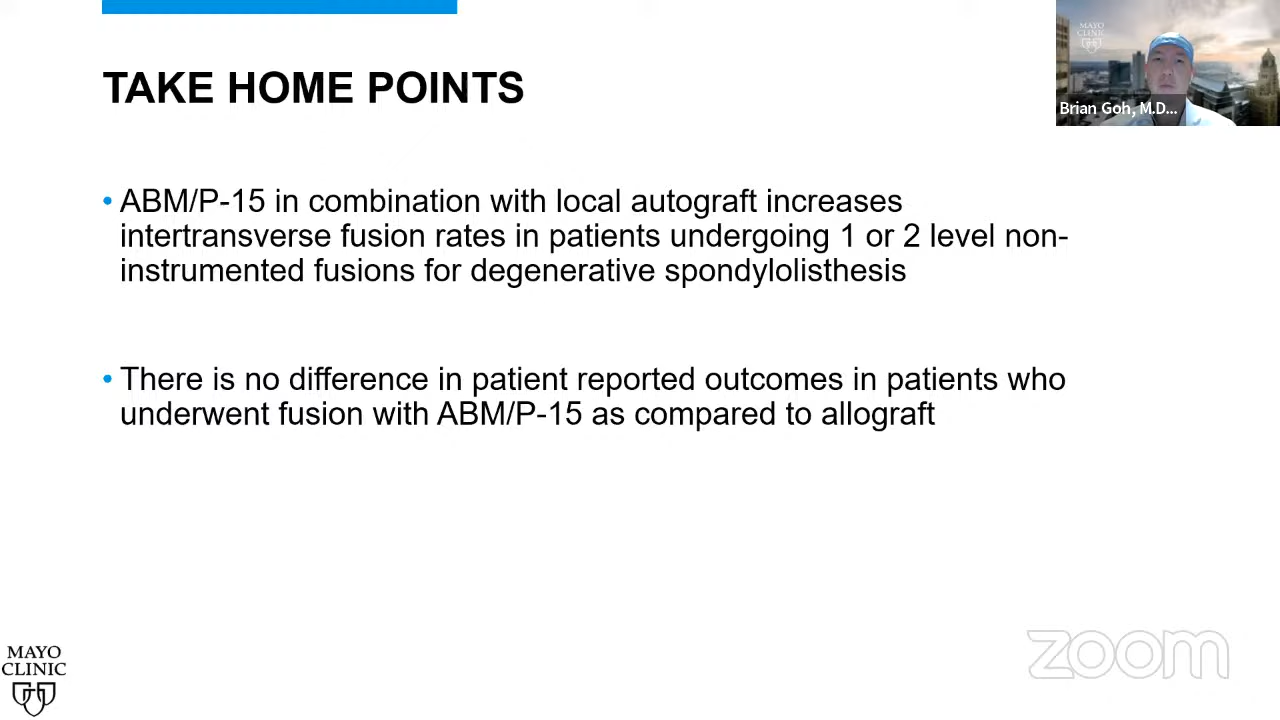 TAKE HOME POINTS
MAYO
CLINIC
Brian Goh, M.D...
• ABM/P-15 in combination with local autograft increases
intertransverse fusion rates in patients undergoing 1 or 2 level non-
instrumented fusions for degenerative spondylolisthesis
• There is no difference in patient reported outcomes in patients who
underwent fusion with ABM/P-15 as compared to allograft
MAYO
CLINIC
zoom